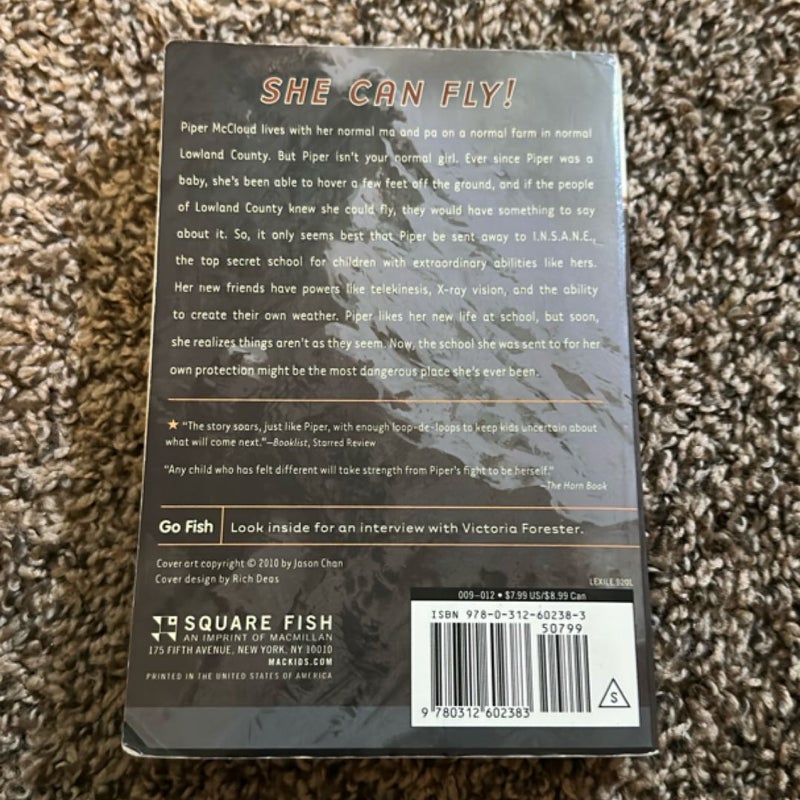 SHE CAN FLY!
Piper McCloud lives with her normal ma and pa on a normal farm in normal
Lowland County. But Piper isn't your normal girl. Ever since Piper was a
baby, she's been able to hover a few feet off the ground, and if the people
of Lowland County knew she could fly, they would have something to say
about it. So, it only seems best that Piper be sent away to I.N.S.A.N.E.,
the top secret school for children with extraordinary abilities like hers.
Her new friends have powers like telekinesis, X-ray vision, and the ability
to create their own weather. Piper likes her new life at school, but soon,
she realizes things aren't as they seem. Now, the school she was sent to for her
own protection might be the most dangerous place she's ever been.
★ "The story soars, just like Piper, with enough loop-de-loops to keep kids uncertain about
what will come next."—Booklist, Starred Review
"Any child who has felt different will take strength from Piper's fight to be herself."
—The Horn Book
Go Fish Look inside for an interview with Victoria Forester.
Cover art copyright © 2010 by Jason Chan
Cover design by Rich Deas
LEXILE 920L
SQUARE FISH
AN IMPRINT OF MACMILLAN
175 FIFTH AVENUE, NEW YORK, NY 10010
MACKIDS.COM
PRINTED IN THE UNITED STATES OF AMERICA
009–012 • $7.99 US/$8.99 Can
ISBN 978-0-312-60238-3
50799
9 780312 602383
S